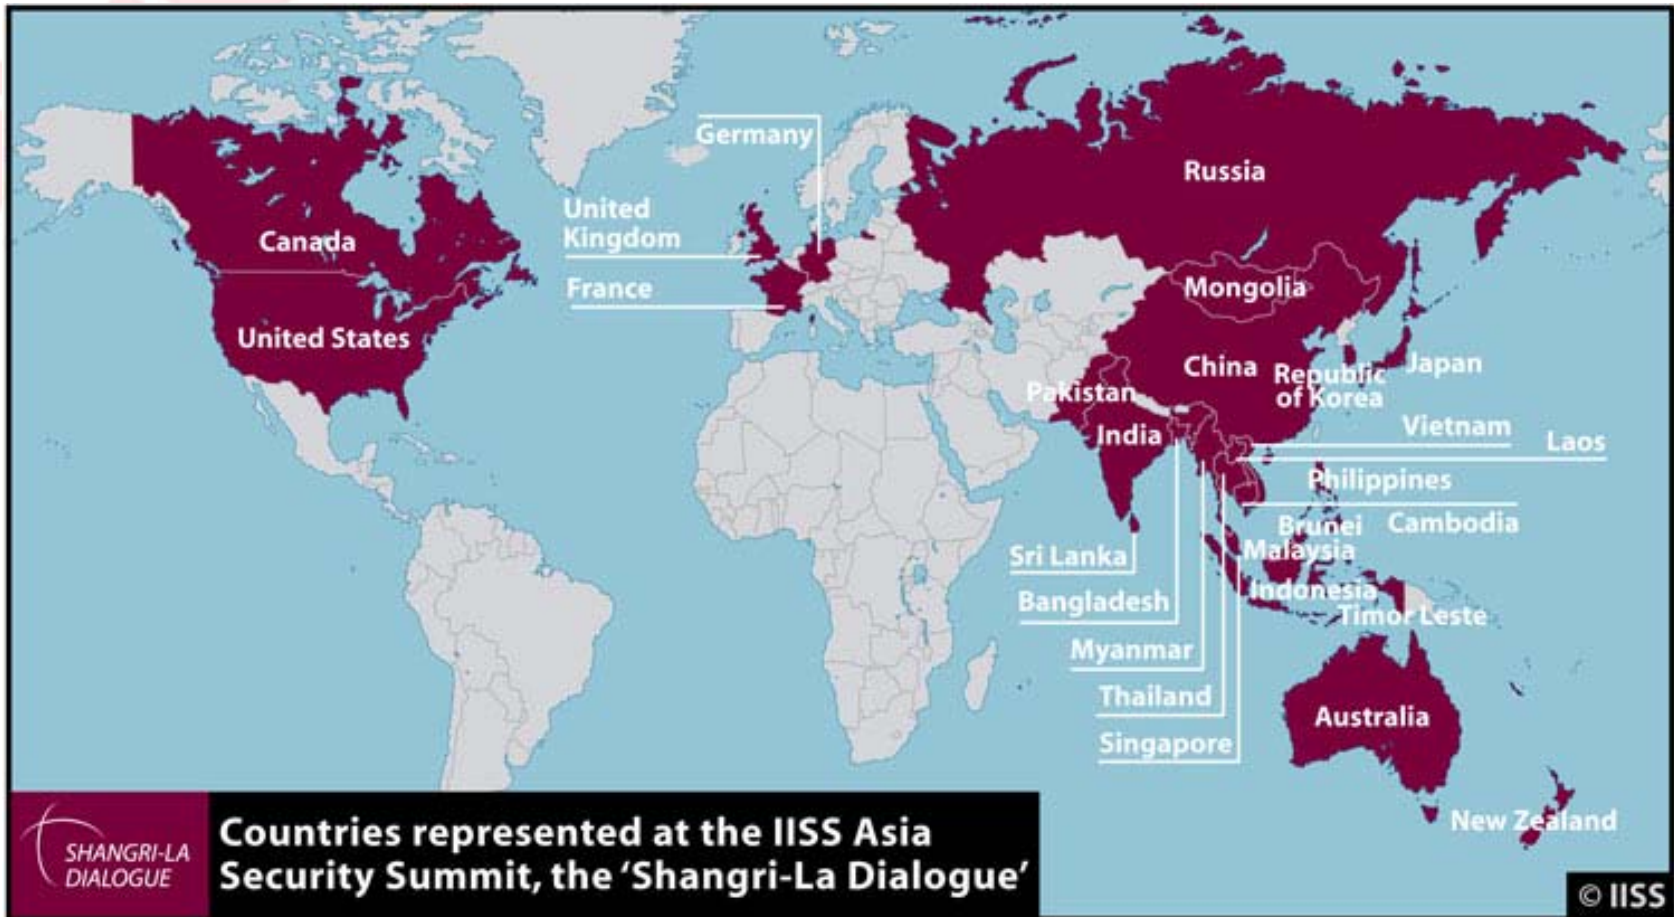 Germany
Russia
United
Kingdom
Canada
France
Mongolia
United States
China
Japan
Republic
of Korea
Pakistan
Vietnam
India
Laos
Philippines
Brunei
Cambodia
Malaysia
Sri Lanka
Indonesia
Bangladesh
Timor Leste
Myanmar
Thailand
Australia
Singapore
New Zealand
SHANGRI-LA
DIALOGUE
Countries represented at the IISS Asia
Security Summit, the ‘Shangri-La Dialogue’
© IISS